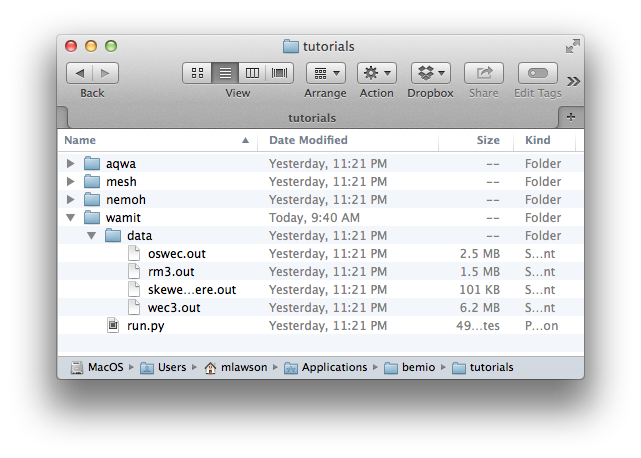 tutorials
Back View Arrange Action Dropbox Share Edit Tags
tutorials
Name Date Modified Size Kind
aqwa Yesterday, 11:21 PM -- Folder
mesh Yesterday, 11:21 PM -- Folder
nemoh Yesterday, 11:21 PM -- Folder
wamit Today, 9:40 AM -- Folder
data Yesterday, 11:21 PM -- Folder
oswec.out Yesterday, 11:21 PM 2.5 MB S...nt
rm3.out Yesterday, 11:21 PM 1.5 MB S...nt
skewe...ere.out Yesterday, 11:21 PM 101 KB S...nt
wec3.out Yesterday, 11:21 PM 6.2 MB S...nt
run.py Yesterday, 11:21 PM 49...tes P...on
MacOS Users mlawson Applications bemio tutorials